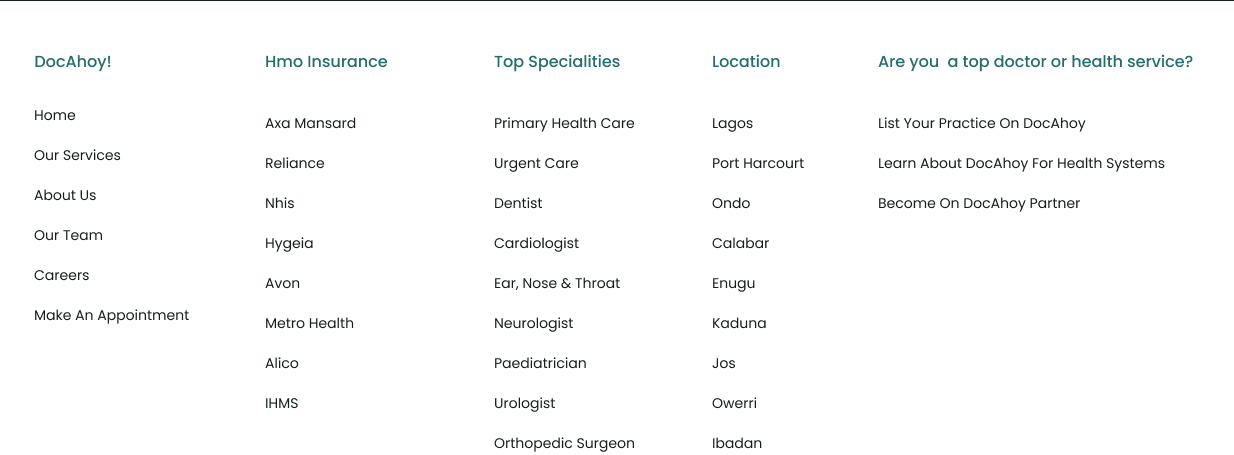 DocAhoy!
Home
Our Services
About Us
Our Team
Careers
Make An Appointment
Hmo Insurance
Axa Mansard
Reliance
Nhis
Hygeia
Avon
Metro Health
Alico
IHMS
Top Specialities
Primary Health Care
Urgent Care
Dentist
Cardiologist
Ear, Nose & Throat
Neurologist
Paediatrician
Urologist
Orthopedic Surgeon
Location
Lagos
Port Harcourt
Ondo
Calabar
Enugu
Kaduna
Jos
Owerri
Ibadan
Are you  a top doctor or health service?
List Your Practice On DocAhoy
Learn About DocAhoy For Health Systems
Become On DocAhoy Partner